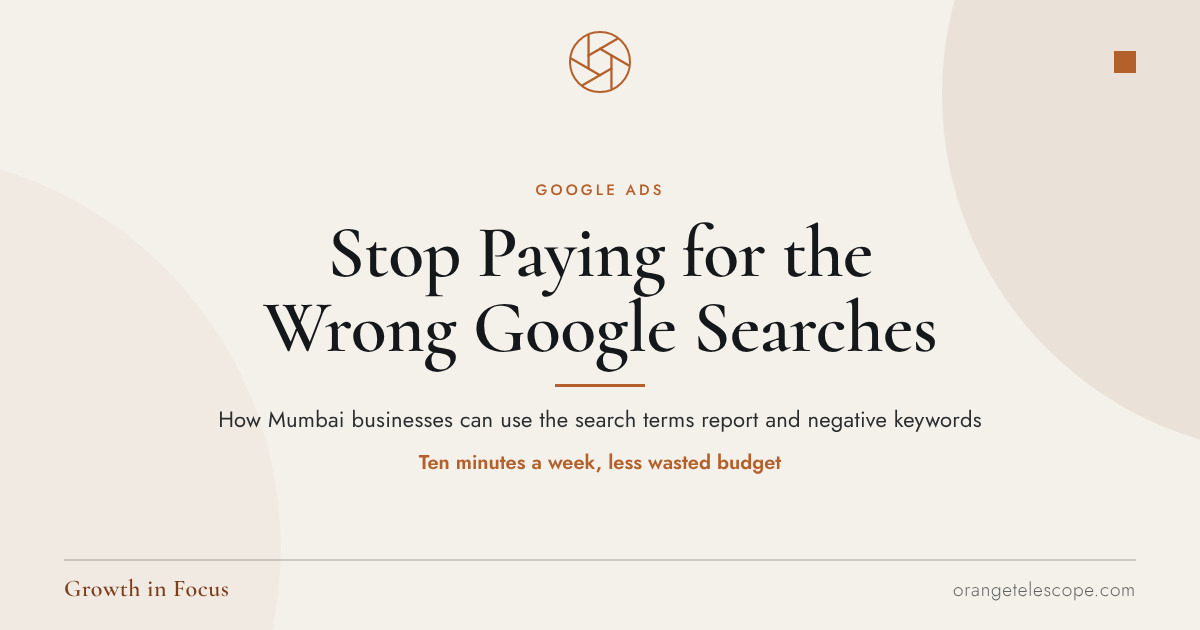 GOOGLE ADS
Stop Paying for the
Wrong Google Searches
How Mumbai businesses can use the search terms report and negative keywords
Ten minutes a week, less wasted budget
Growth in Focus
orangetelescope.com